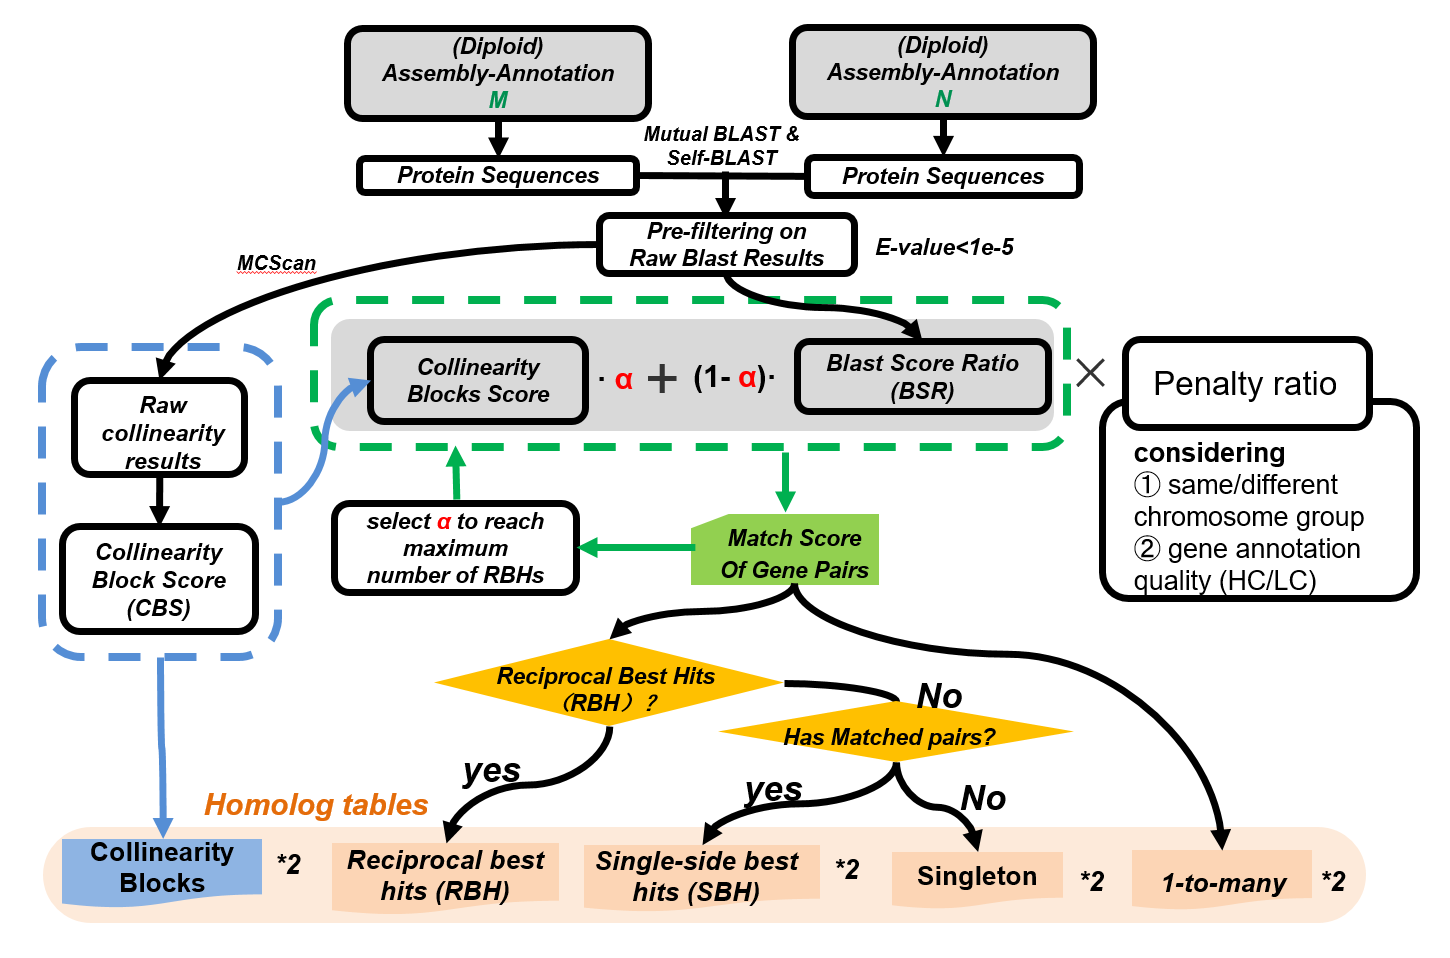 (Diploid)
Assembly-Annotation
M
(Diploid)
Assembly-Annotation
N
Mutual BLAST &
Self-BLAST
Protein Sequences
Protein Sequences
Pre-filtering on
Raw Blast Results
E-value<1e-5
MCScan
Collinearity
Blocks Score
· α + (1- α)·
Blast Score Ratio
(BSR)
×
Penalty ratio
considering
① same/different
chromosome group
② gene annotation
quality (HC/LC)
Raw
collinearity
results
Collinearity
Block Score
(CBS)
select α to reach
maximum
number of RBHs
Match Score
Of Gene Pairs
Reciprocal Best Hits
（RBH）?
No
Has Matched pairs?
yes
yes
No
Homolog tables
Collinearity
Blocks
*2
Reciprocal best
hits (RBH)
Single-side best
hits (SBH)
*2
Singleton
*2
1-to-many
*2